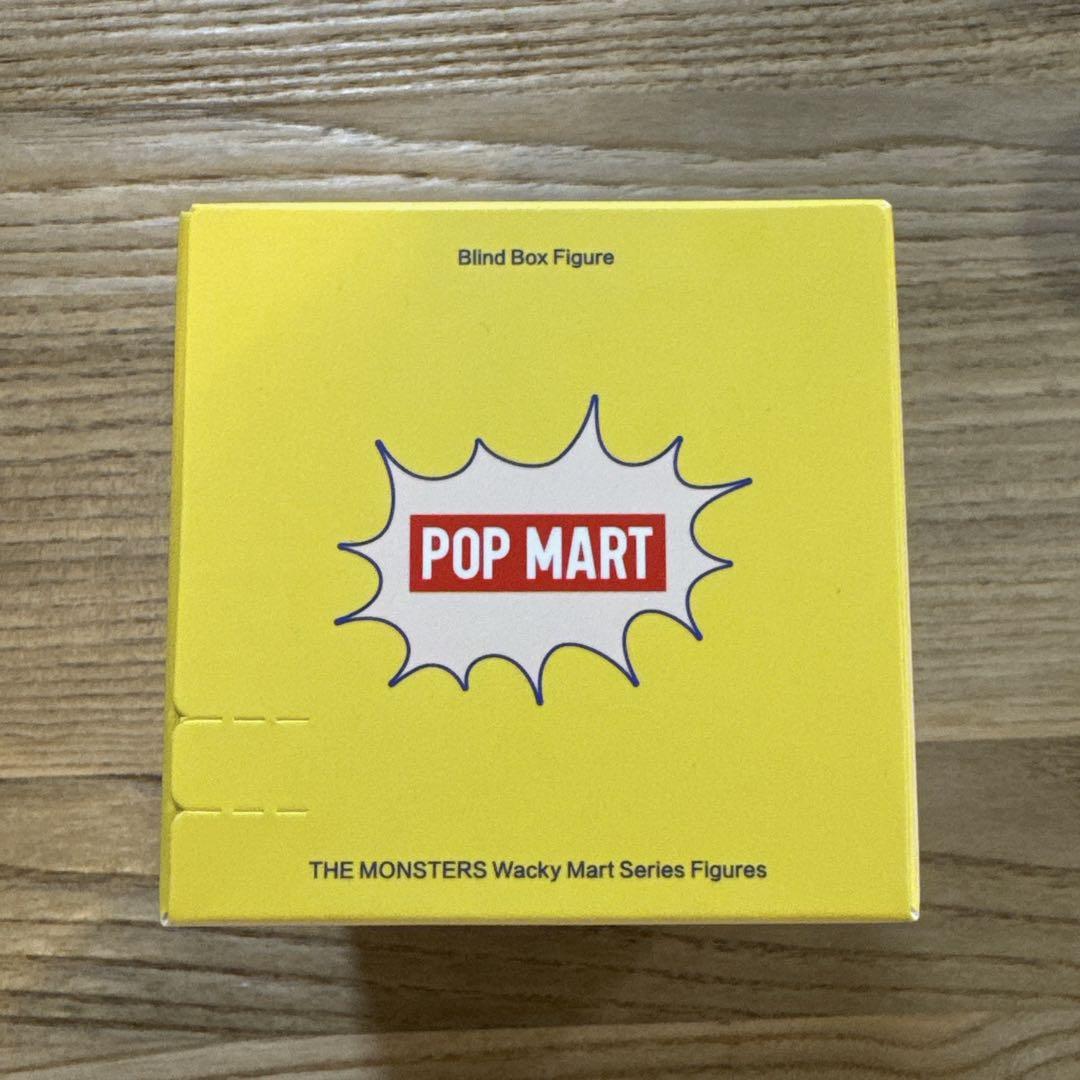 Blind Box Figure
POP MART
THE MONSTERS Wacky Mart Series Figures